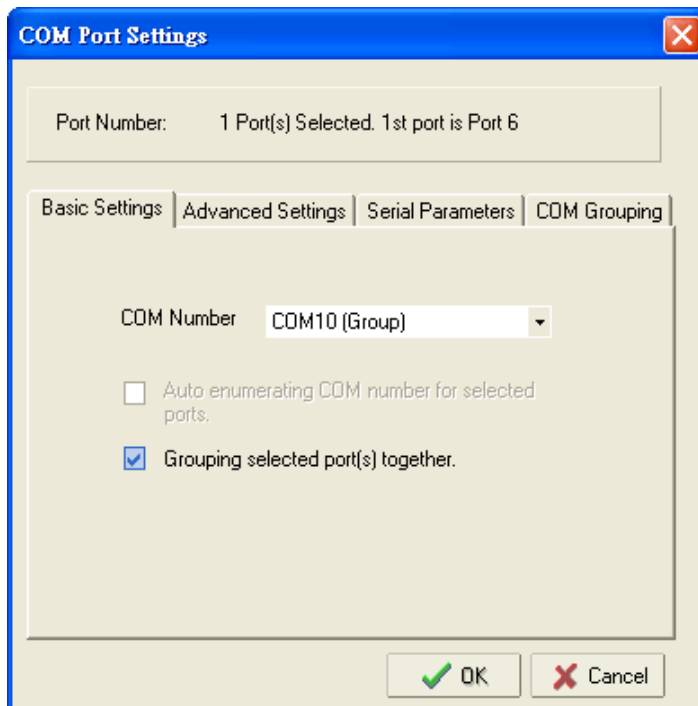 COM Port Settings
Port Number: 1 Port(s) Selected. 1st port is Port 6
Basic Settings Advanced Settings Serial Parameters COM Grouping
COM Number COM10 (Group)
Auto enumerating COM number for selected
ports.
Grouping selected port(s) together.
OK Cancel